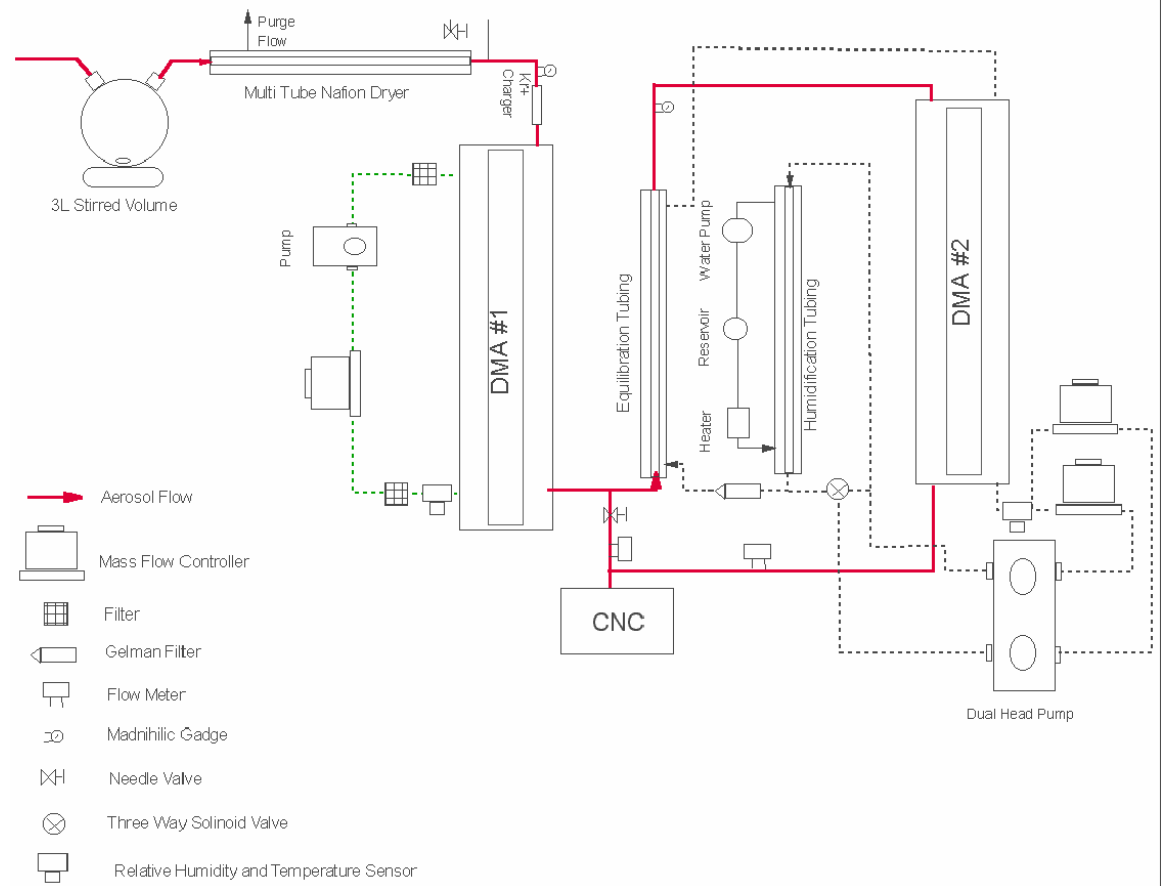 Purge
Flow
Multi Tube Nafion Dryer
Kr+
Charger
3L Stirred Volume
Pump
DMA #1
Equilibration Tubing
Water Pump
Reservoir
Heater
Humidification Tubing
DMA #2
CNC
Dual Head Pump
Aerosol Flow
Mass Flow Controller
Filter
Gelman Filter
Flow Meter
Madnihilic Gadge
Needle Valve
Three Way Solinoid Valve
Relative Humidity and Temperature Sensor